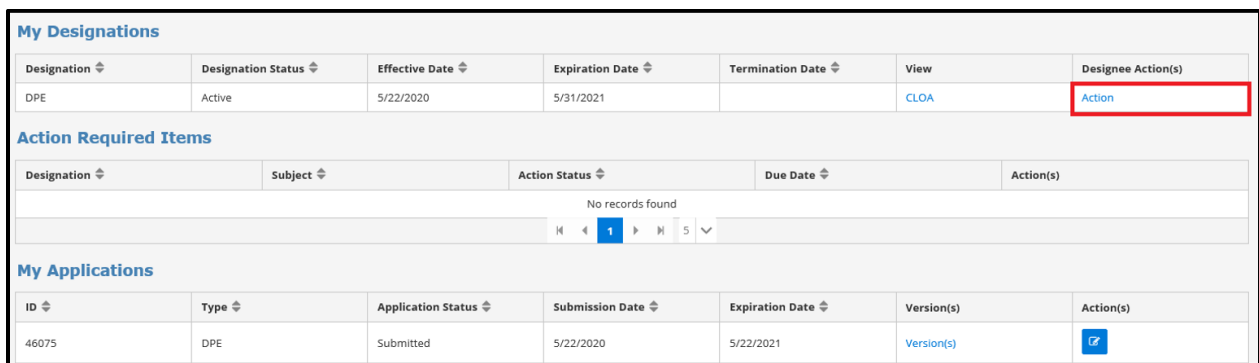 My Designations
Designation Designation Status Effective Date Expiration Date Termination Date View Designee Action(s)
DPE Active 5/22/2020 5/31/2021 CLOA Action
Action Required Items
Designation Subject Action Status Due Date Action(s)
No records found
1 5
My Applications
ID Type Application Status Submission Date Expiration Date Version(s) Action(s)
46075 DPE Submitted 5/22/2020 5/22/2021 Version(s)